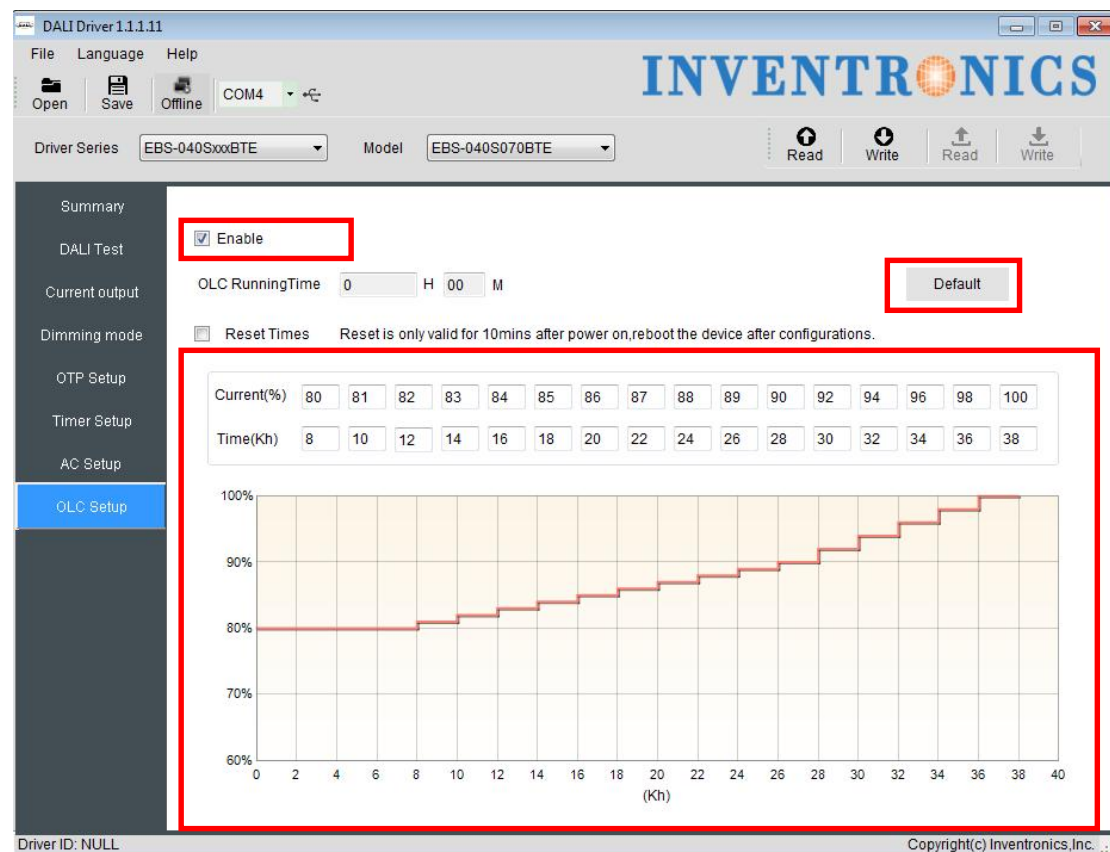 DALI Driver 1.1.1.11
File Language Help
INVENTRONICS
Open Save Offline COM4
Driver Series EBS-040SxxxBTE Model EBS-040S070BTE Read Write Read Write
Summary
DALI Test
Current output
Dimming mode
OTP Setup
Timer Setup
AC Setup
OLC Setup
Enable
OLC RunningTime 0 H 00 M Default
Reset Times Reset is only valid for 10mins after power on,reboot the device after configurations.
Current(%) 80 81 82 83 84 85 86 87 88 89 90 92 94 96 98 100
Time(Kh) 8 10 12 14 16 18 20 22 24 26 28 30 32 34 36 38
100%
90%
80%
70%
60%
0 2 4 6 8 10 12 14 16 18 20 22 24 26 28 30 32 34 36 38 40
(Kh)
Driver ID: NULL Copyright(c) Inventronics,Inc.